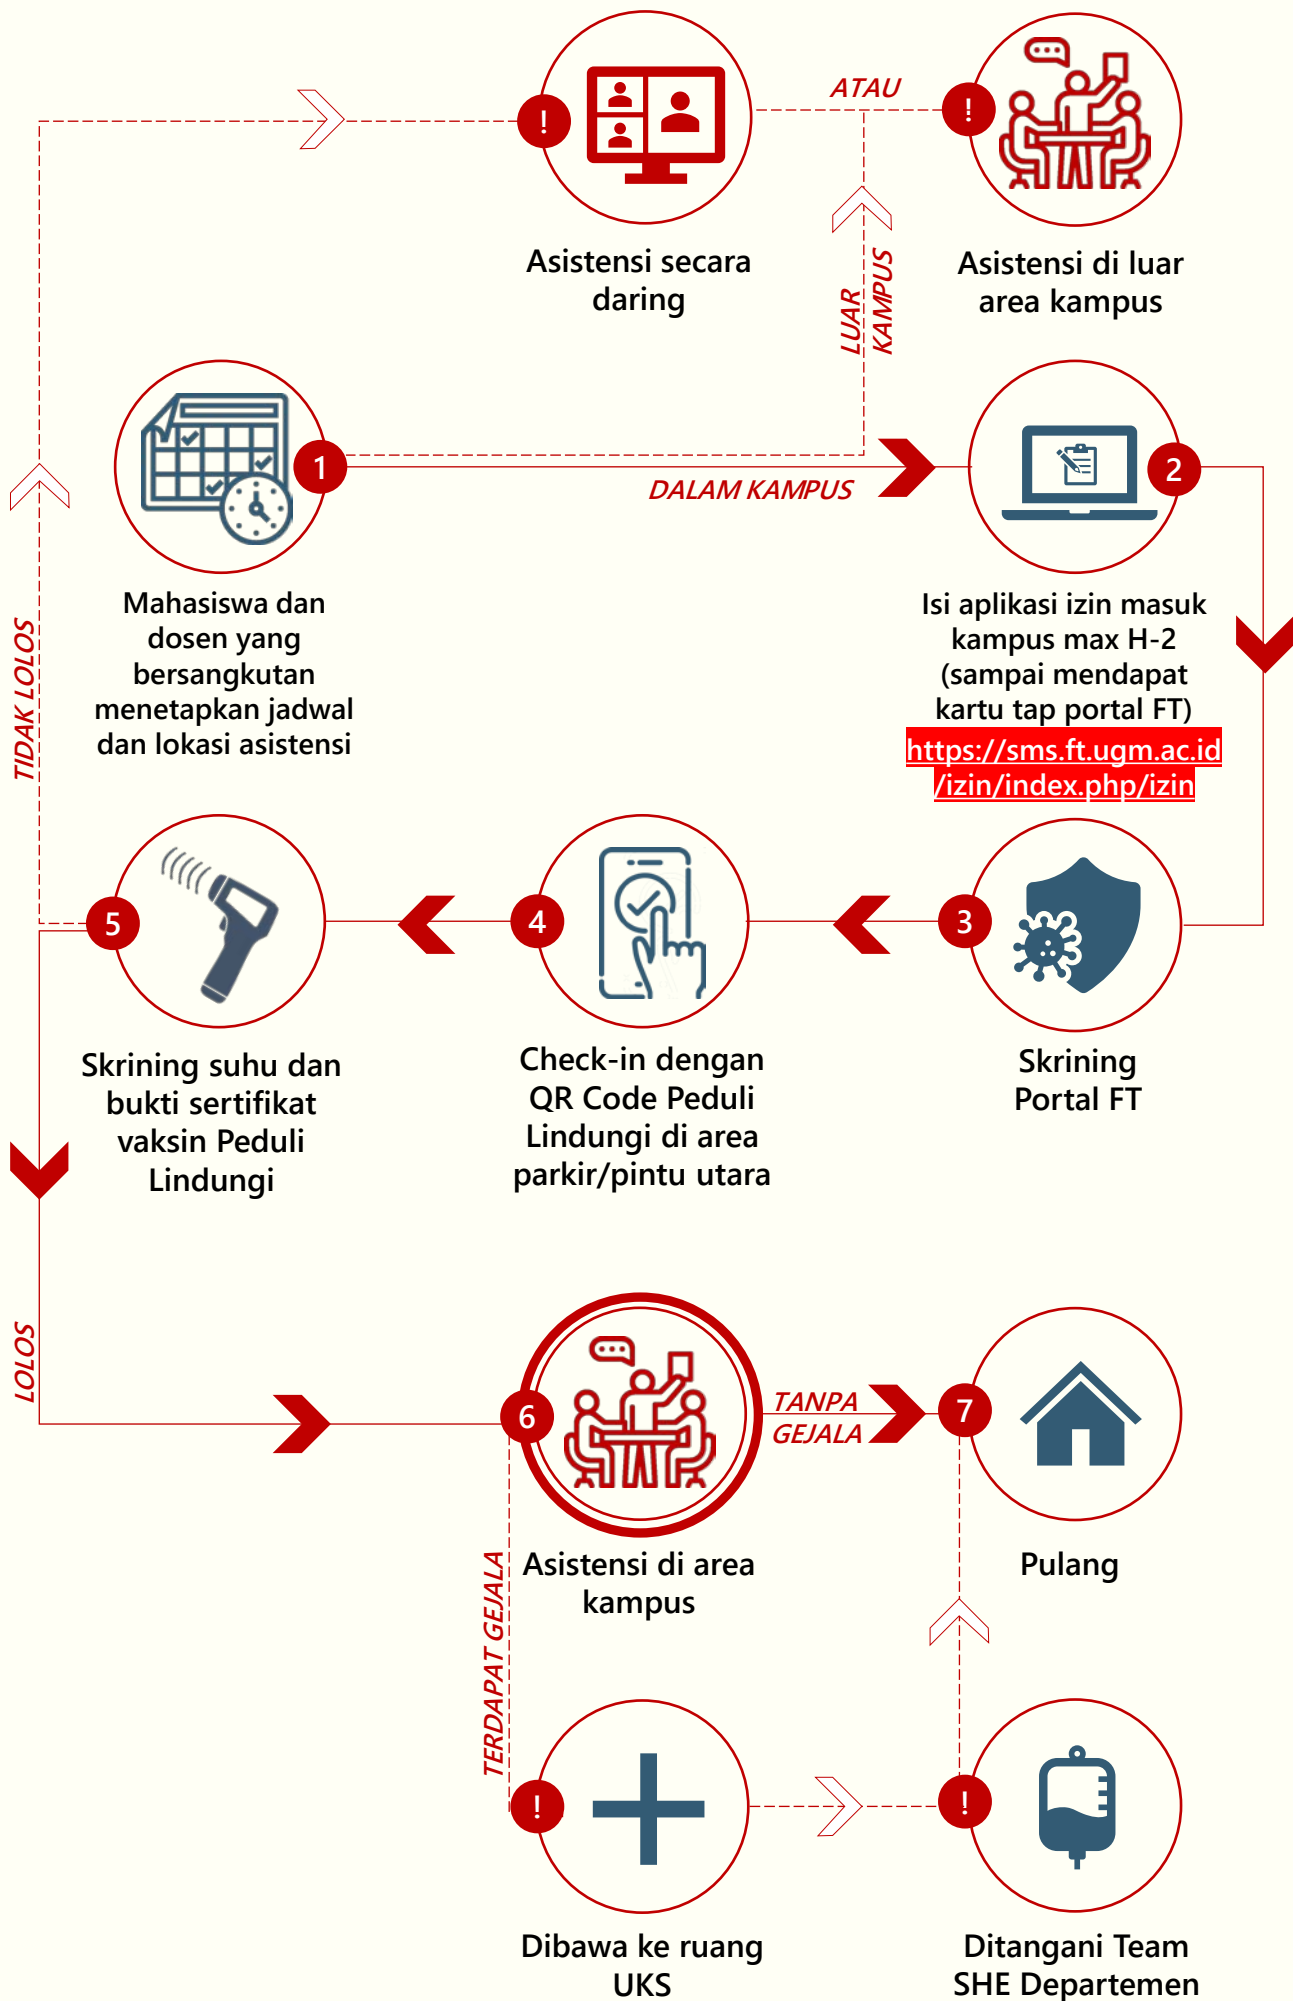 ATAU
!
!
Asistensi secara
daring
Asistensi di luar
area kampus
LUAR
KAMPUS
1
DALAM KAMPUS
2
Mahasiswa dan
dosen yang
bersangkutan
menetapkan jadwal
dan lokasi asistensi
Isi aplikasi izin masuk
kampus max H-2
(sampai mendapat
kartu tap portal FT)
https://sms.ft.ugm.ac.id
/izin/index.php/izin
TIDAK LOLOS
5
4
3
Skrining suhu dan
bukti sertifikat
vaksin Peduli
Lindungi
Check-in dengan
QR Code Peduli
Lindungi di area
parkir/pintu utara
Skrining
Portal FT
LOLOS
6
TANPA
GEJALA
7
Asistensi di area
kampus
Pulang
TERDAPAT GEJALA
!
!
Dibawa ke ruang
UKS
Ditangani Team
SHE Departemen